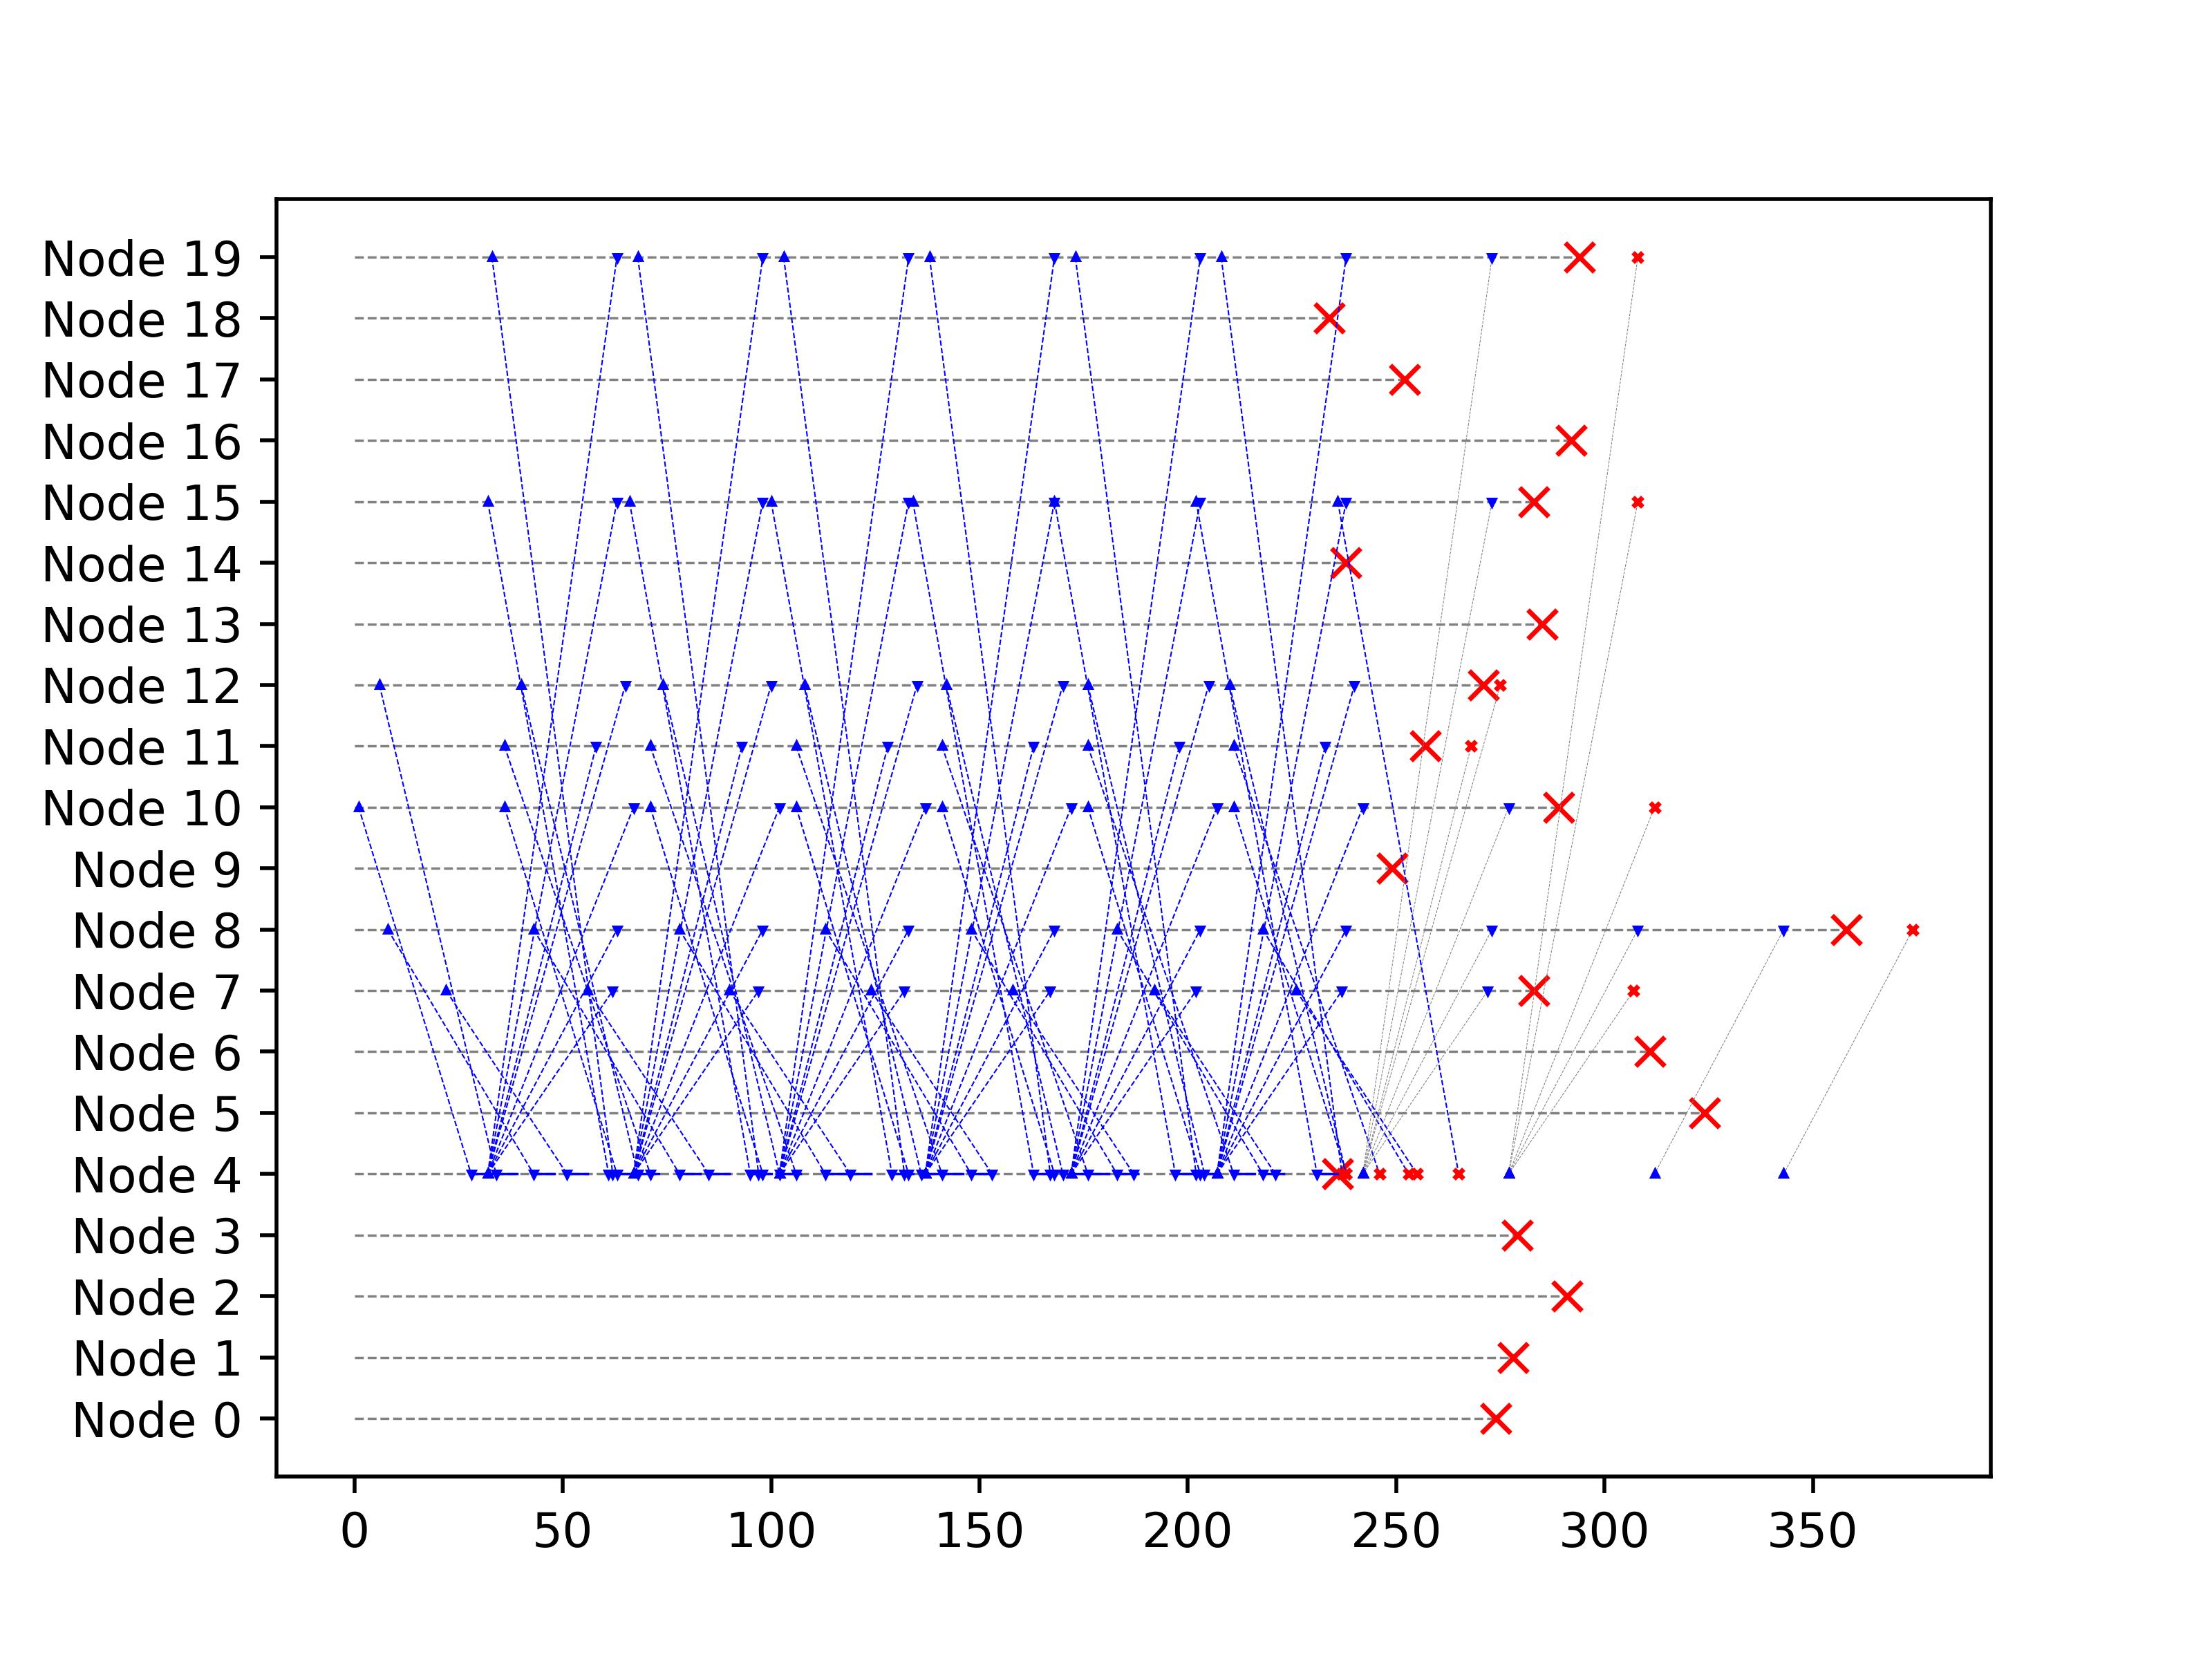 Node 19
Node 18
Node 17
Node 16
Node 15
Node 14
Node 13
Node 12
Node 11
Node 10
Node 9
Node 8
Node 7
Node 6
Node 5
Node 4
Node 3
Node 2
Node 1
Node 0
0 50 100 150 200 250 300 350